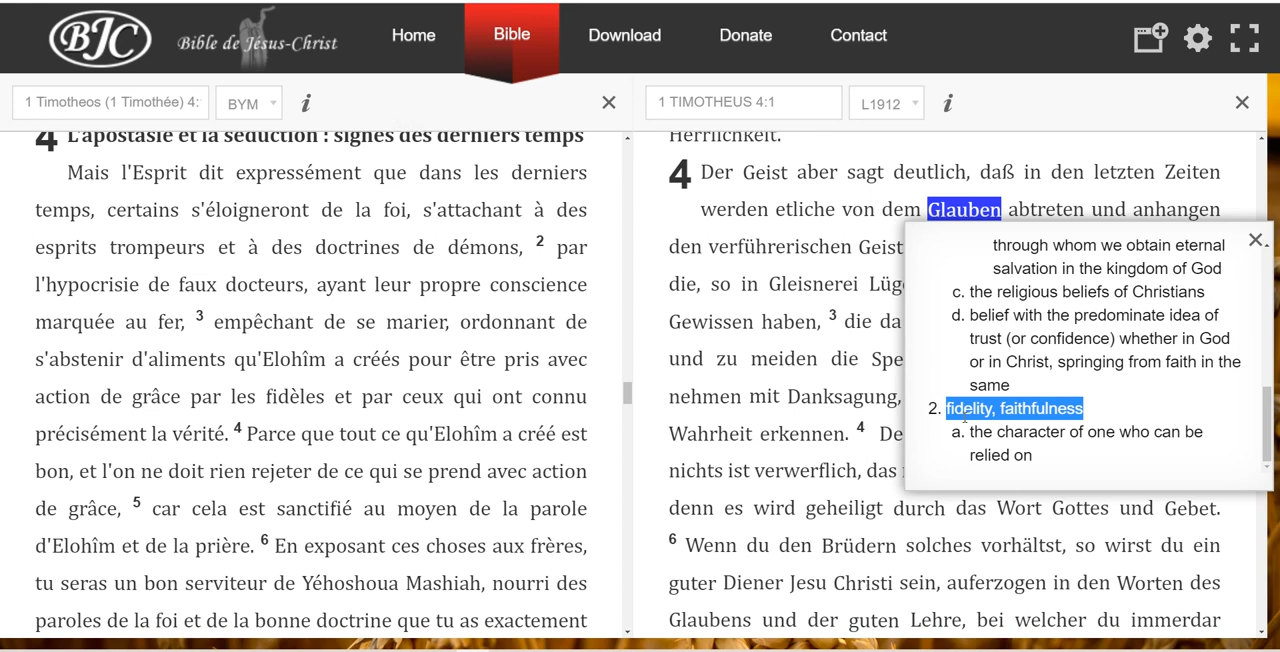 BJC Bible de Jésus-Christ Home Bible Download Donate Contact
1 Timotheos (1 Timothée) 4: BYM i ×
4 L'apostasie et la séduction : signes des derniers temps
Mais l'Esprit dit expressément que dans les derniers
temps, certains s'éloigneront de la foi, s'attachant à des
esprits trompeurs et à des doctrines de démons, 2 par
l'hypocrisie de faux docteurs, ayant leur propre conscience
marquée au fer, 3 empêchant de se marier, ordonnant de
s'abstenir d'aliments qu'Elohîm a créés pour être pris avec
action de grâce par les fidèles et par ceux qui ont connu
précisément la vérité. 4 Parce que tout ce qu'Elohîm a créé est
bon, et l'on ne doit rien rejeter de ce qui se prend avec action
de grâce, 5 car cela est sanctifié au moyen de la parole
d'Elohîm et de la prière. 6 En exposant ces choses aux frères,
tu seras un bon serviteur de Yéhoshoua Mashiah, nourri des
paroles de la foi et de la bonne doctrine que tu as exactement
1 TIMOTHEUS 4:1 L1912 i ×
Herrlichkeit.
4 Der Geist aber sagt deutlich, daß in den letzten Zeiten
werden etliche von dem Glauben abtreten und anhangen
den verführerischen Geist
die, so in Gleisnerei Lüg
Gewissen haben, 3 die da
und zu meiden die Spe
nehmen mit Danksagung,
Wahrheit erkennen. 4 De
nichts ist verwerflich, das
denn es wird geheiligt durch das Wort Gottes und Gebet.
6 Wenn du den Brüdern solches vorhältst, so wirst du ein
guter Diener Jesu Christi sein, auferzogen in den Worten des
Glaubens und der guten Lehre, bei welcher du immerdar
through whom we obtain eternal
salvation in the kingdom of God
c. the religious beliefs of Christians
d. belief with the predominate idea of
trust (or confidence) whether in God
or in Christ, springing from faith in the
same
2. fidelity, faithfulness
a. the character of one who can be
relied on